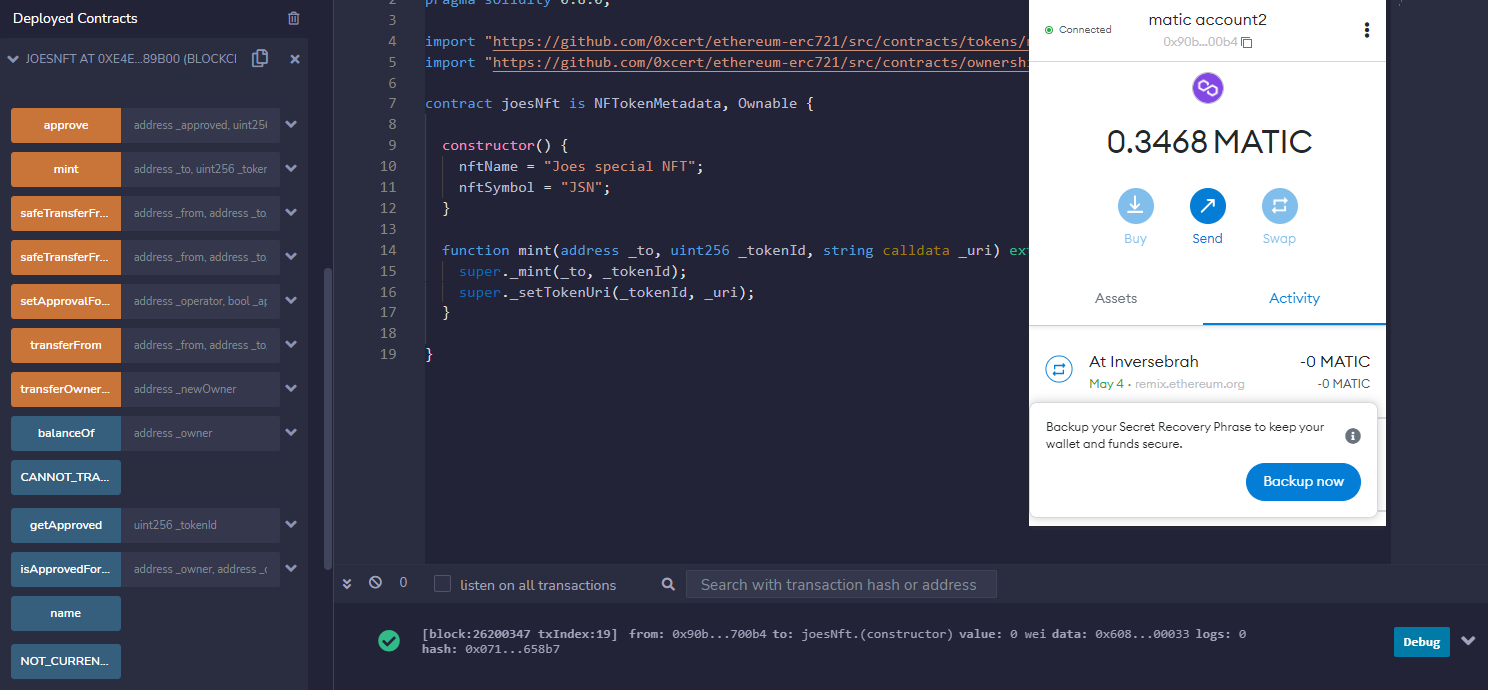 Deployed Contracts
JOESNFT AT 0XE4E...89B00 (BLOCKCI
approve address _approved, uint25(
mint address _to, uint256 _toker
safeTransferFr... address _from, address _to
safeTransferFr... address _from, address _to
setApprovalFo... address _operator, bool _ap
transferFrom address _from, address _to
transferOwner... address _newOwner
balanceOf address _owner
CANNOT_TRA...
getApproved uint256 _tokenId
isApprovedFor... address _owner, address _c
name
NOT_CURREN...
2 pragma solidity 0.8.6;
3
4 import "https://github.com/0xcert/ethereum-erc721/src/contracts/tokens/
5 import "https://github.com/0xcert/ethereum-erc721/src/contracts/ownershi
6
7 contract joesNft is NFTokenMetadata, Ownable {
8
9 constructor() {
10 nftName = "Joes special NFT";
11 nftSymbol = "JSN";
12 }
13
14 function mint(address _to, uint256 _tokenId, string calldata _uri) ext
15 super._mint(_to, _tokenId);
16 super._setTokenUri(_tokenId, _uri);
17 }
18
19 }
Connected
matic account2
0x90b...00b4
0.3468 MATIC
Buy Send Swap
Assets Activity
At Inversebrah -0 MATIC
May 4 · remix.ethereum.org -0 MATIC
Backup your Secret Recovery Phrase to keep your
wallet and funds secure.
Backup now
0 listen on all transactions Search with transaction hash or address
[block:26200347 txIndex:19] from: 0x90b...700b4 to: joesNft.(constructor) value: 0 wei data: 0x608...00033 logs: 0
hash: 0x071...658b7
Debug